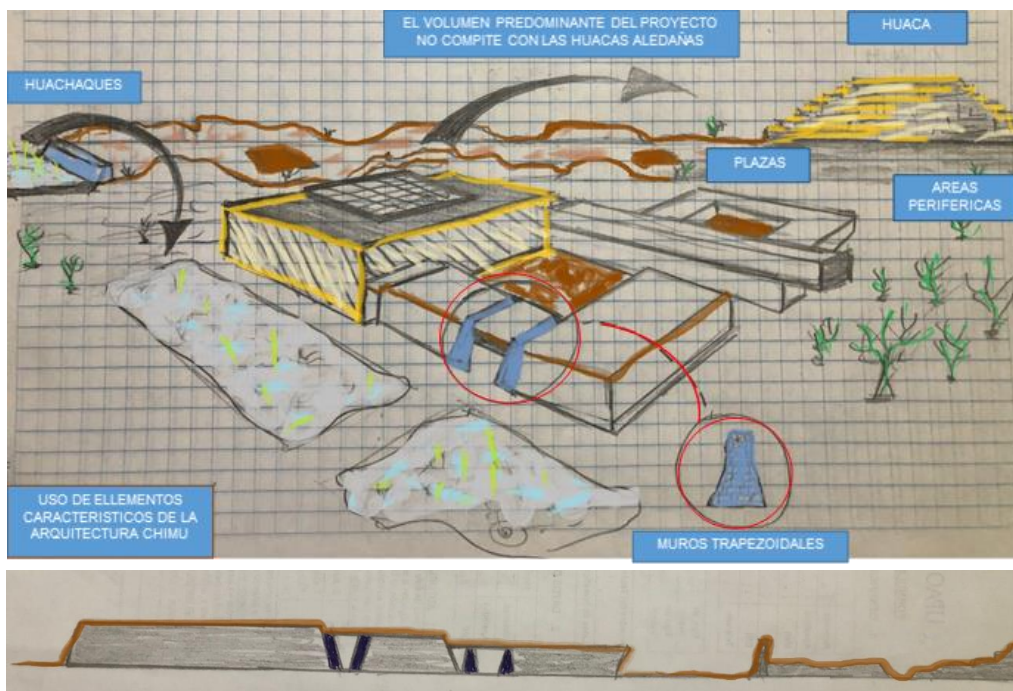 EL VOLUMEN PREDOMINANTE DEL PROYECTO
NO COMPITE CON LAS HUACAS ALEDAÑAS
HUACA
HUACHAQUES
PLAZAS
AREAS
PERIFERICAS
USO DE ELLEMENTOS
CARACTERISTICOS DE LA
ARQUITECTURA CHIMU
MUROS TRAPEZOIDALES